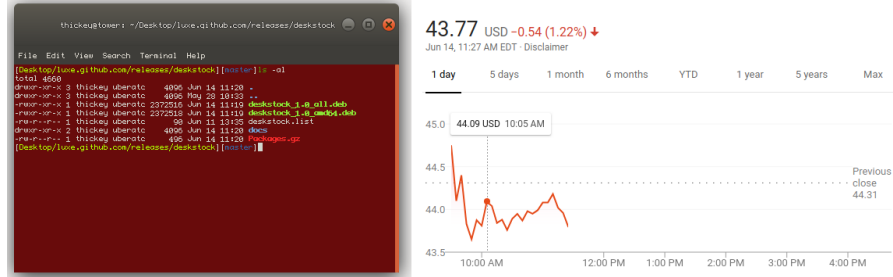 thickey@tower: ~/Desktop/luxe.github.com/releases/deskstock
File Edit View Search Terminal Help
[Desktop/luxe.github.com/releases/deskstock][master]ls -al
total 4660
drwxr-xr-x 3 thickey uberatc 4096 Jun 14 11:20 .
drwxr-xr-x 3 thickey uberatc 4096 May 28 10:33 ..
-rw-r--r-- 1 thickey uberatc 2372516 Jun 14 11:19 deskstock_1.0_all.deb
-rw-r--r-- 1 thickey uberatc 2372518 Jun 14 11:19 deskstock_1.0_amd64.deb
-rw-r--r-- 1 thickey uberatc 90 Jun 11 13:35 deskstock.list
drwxr-xr-x 2 thickey uberatc 4096 Jun 14 11:20 docs
-rw-r--r-- 1 thickey uberatc 496 Jun 14 11:20 Packages.gz
[Desktop/luxe.github.com/releases/deskstock][master]
43.77 USD −0.54 (1.22%)
Jun 14, 11:27 AM EDT · Disclaimer
1 day 5 days 1 month 6 months YTD 1 year 5 years Max
44.09 USD 10:05 AM
45.0
44.5
44.0
43.5
Previous
close
44.31
10:00 AM 12:00 PM 1:00 PM 2:00 PM 3:00 PM 4:00 PM